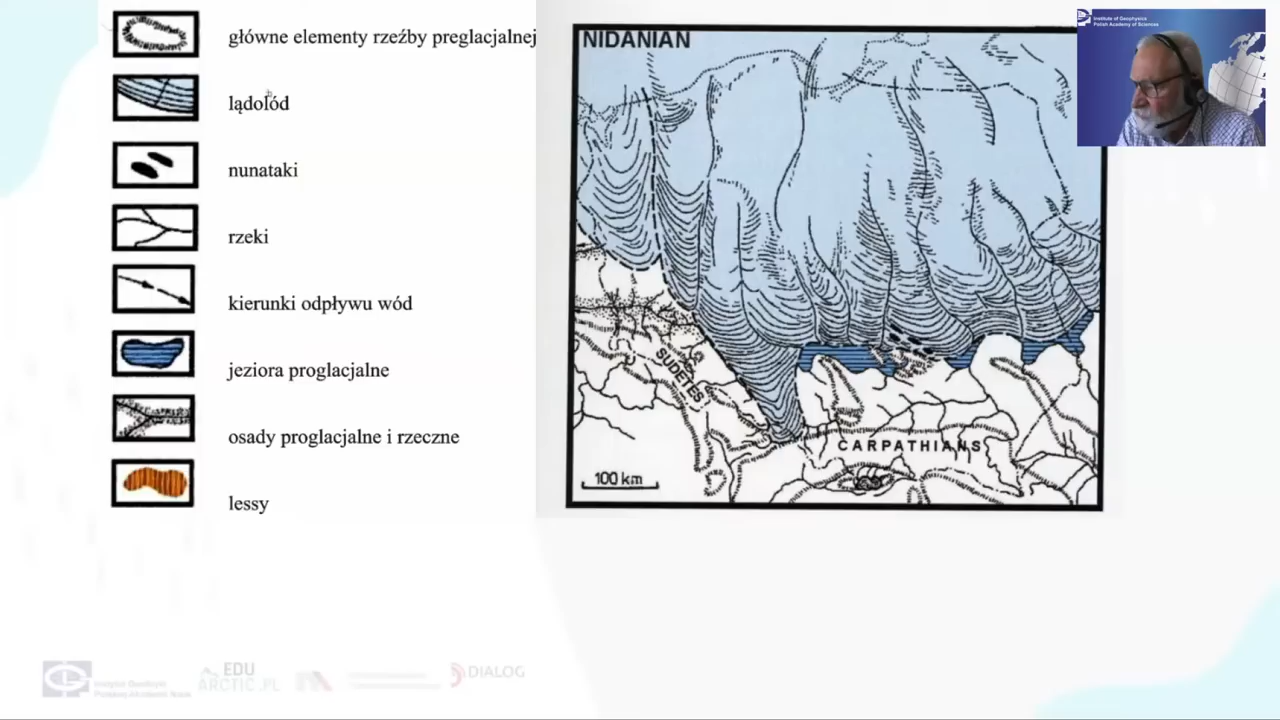 główne elementy rzeźby preglacjalnej
lądolód
nunataki
rzeki
kierunki odpływu wód
jeziora proglacjalne
osady proglacjalne i rzeczne
lessy
NIDANIAN
SUDETES
CARPATHIANS
100 km
Institute of Geophysics
Polish Academy of Sciences
EDU
ARCTIC.PL
DIALOG